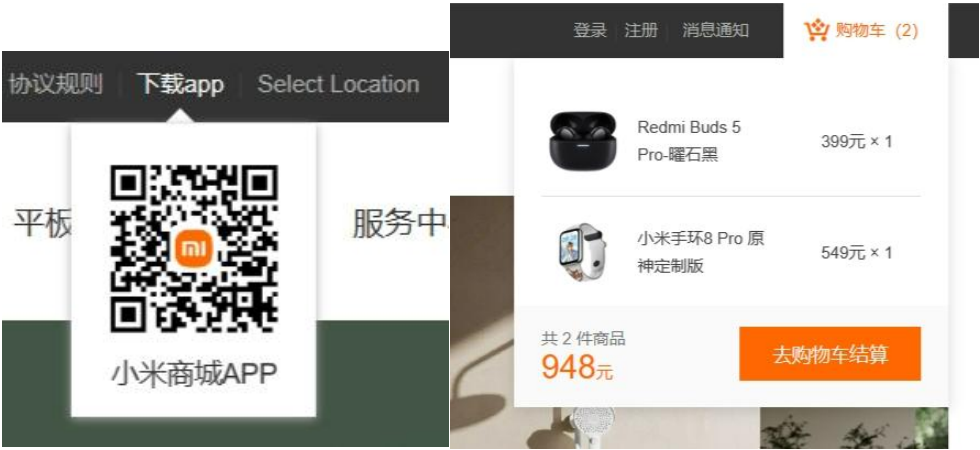 协议规则 下载app Select Location
平板
服务中
mi
小米商城APP
登录 注册 消息通知 购物车 (2)
Redmi Buds 5
Pro-曜石黑
399元 × 1
小米手环8 Pro 原
神定制版
549元 × 1
共 2 件商品
948元
去购物车结算